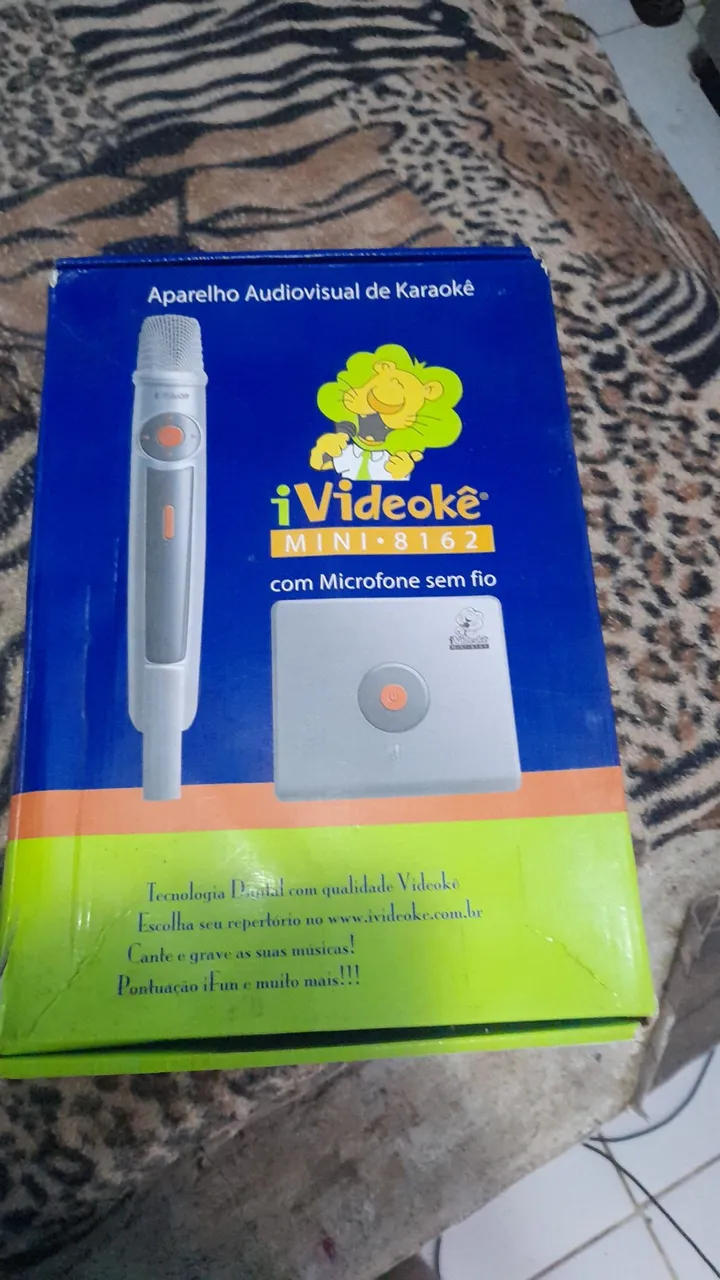 Aparelho Audiovisual de Karaokê
iVideokê®
MINI•8162
com Microfone sem fio
Tecnologia Digital com qualidade Videokê
Escolha seu repertório no www.ivideoke.com.br
Cante e grave as suas músicas!
Pontuação iFun e muito mais!!!